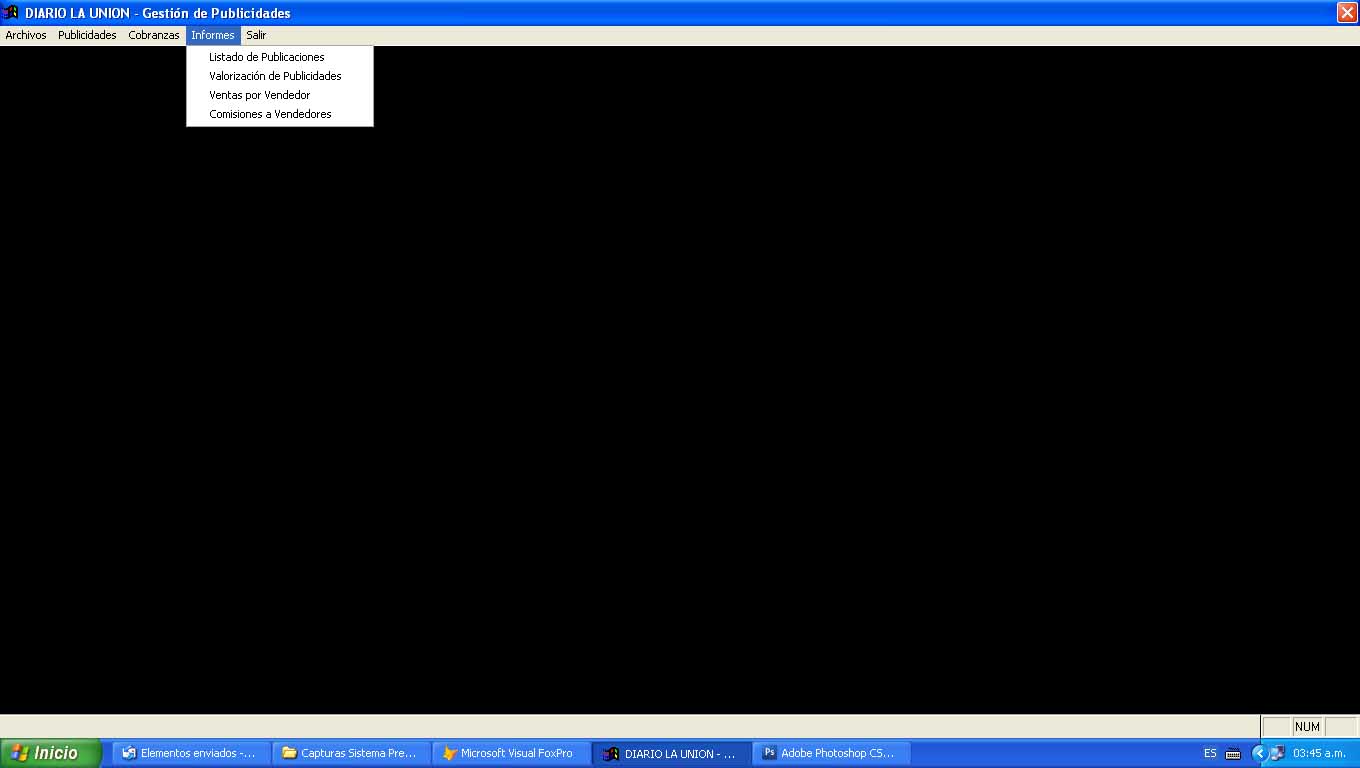 DIARIO LA UNION - Gestión de Publicidades
Archivos Publicidades Cobranzas Informes Salir
Listado de Publicaciones
Valorización de Publicidades
Ventas por Vendedor
Comisiones a Vendedores
NUM
Inicio Elementos enviados -... Capturas Sistema Pre... Microsoft Visual FoxPro DIARIO LA UNION - ... Ps Adobe Photoshop CS... ES 03:45 a.m.